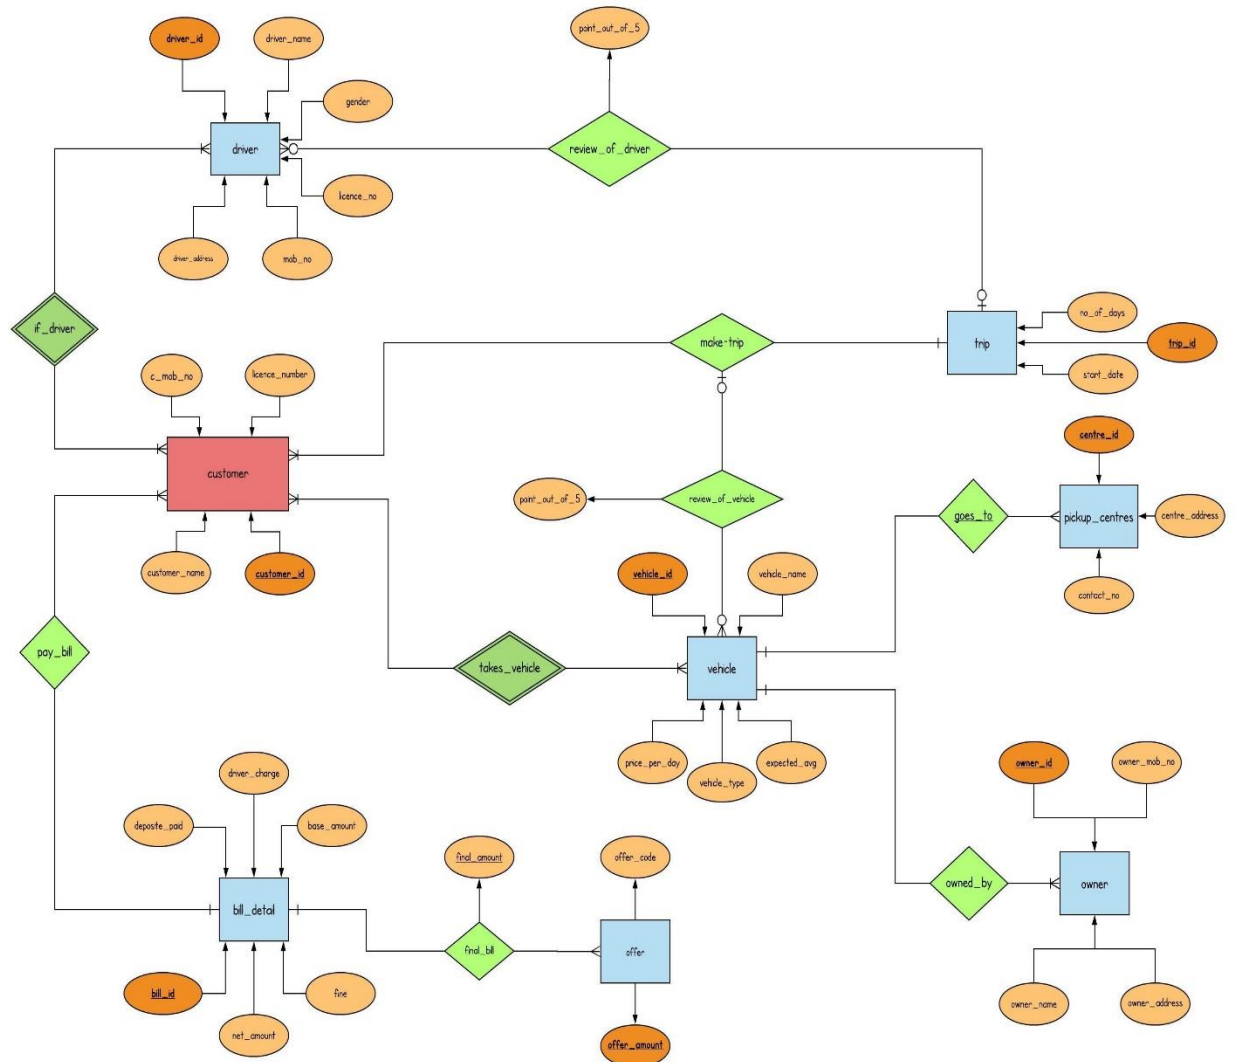 driver_id
driver_name
point_out_of_5
gender
driver
review_of_driver
licence_no
driver_address
mob_no
if_driver
make-trip
trip
no_of_days
trip_id
start_date
c_mob_no
licence_number
customer
customer_name
customer_id
centre_id
goes_to
pickup_centres
centre_address
contact_no
point_out_of_5
review_of_vehicle
vehicle_id
vehicle_name
pay_bill
takes_vehicle
vehicle
price_per_day
vehicle_type
expected_avg
owner_id
owner_mob_no
driver_charge
deposte_paid
base_amount
final_amount
offer_code
owned_by
owner
bill_detail
final_bill
offer
bill_id
fine
net_amount
offer_amount
owner_name
owner_address